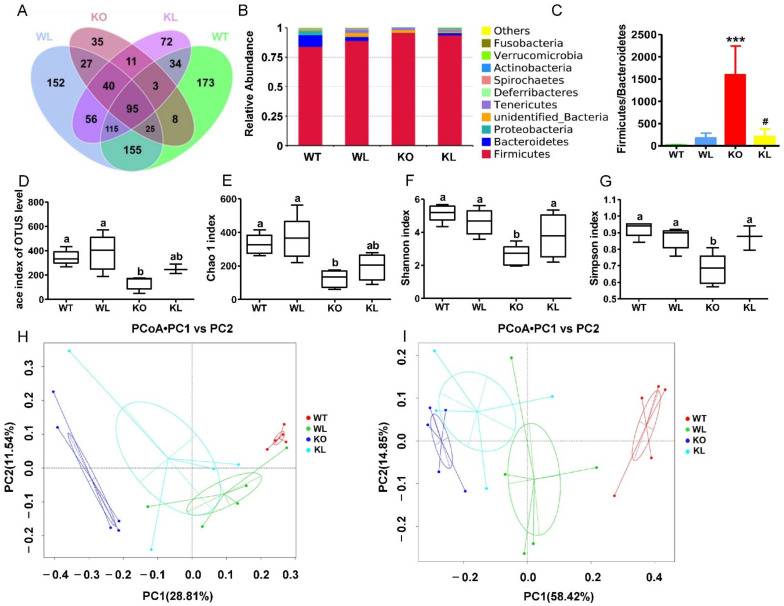 A
WL
KO
KL
WT
35
72
27
11
34
152
40
3
173
95
56
115
25
8
155
B
Relative Abundance
1
0.75
0.5
0.25
0
WT
WL
KO
KL
Others
Fusobacteria
Verrucomicrobia
Actinobacteria
Spirochaetes
Deferribacteres
Tenericutes
unidentified_Bacteria
Proteobacteria
Bacteroidetes
Firmicutes
C
Firmicutes/Bacteroidetes
2500
2000
1500
1000
500
0
***
#
WT
WL
KO
KL
D
ace index of OTUS level
600
400
200
0
a
a
b
ab
WT
WL
KO
KL
E
Chao 1 index
600
400
200
0
a
a
b
ab
WT
WL
KO
KL
F
Shannon index
6
4
2
0
a
a
b
a
WT
WL
KO
KL
G
Simpson index
1.0
0.9
0.8
0.7
0.6
0.5
a
a
b
a
WT
WL
KO
KL
H
PCoA•PC1 vs PC2
PC2(11.54%)
0.3
0.2
0.1
0.0
−0.1
−0.2
−0.4
−0.3
−0.2
−0.1
0.0
0.1
0.2
0.3
PC1(28.81%)
WT
WL
KO
KL
I
PCoA•PC1 vs PC2
PC2(14.85%)
0.2
0.1
0.0
−0.1
−0.2
−0.2
0.0
0.2
0.4
PC1(58.42%)
WT
WL
KO
KL